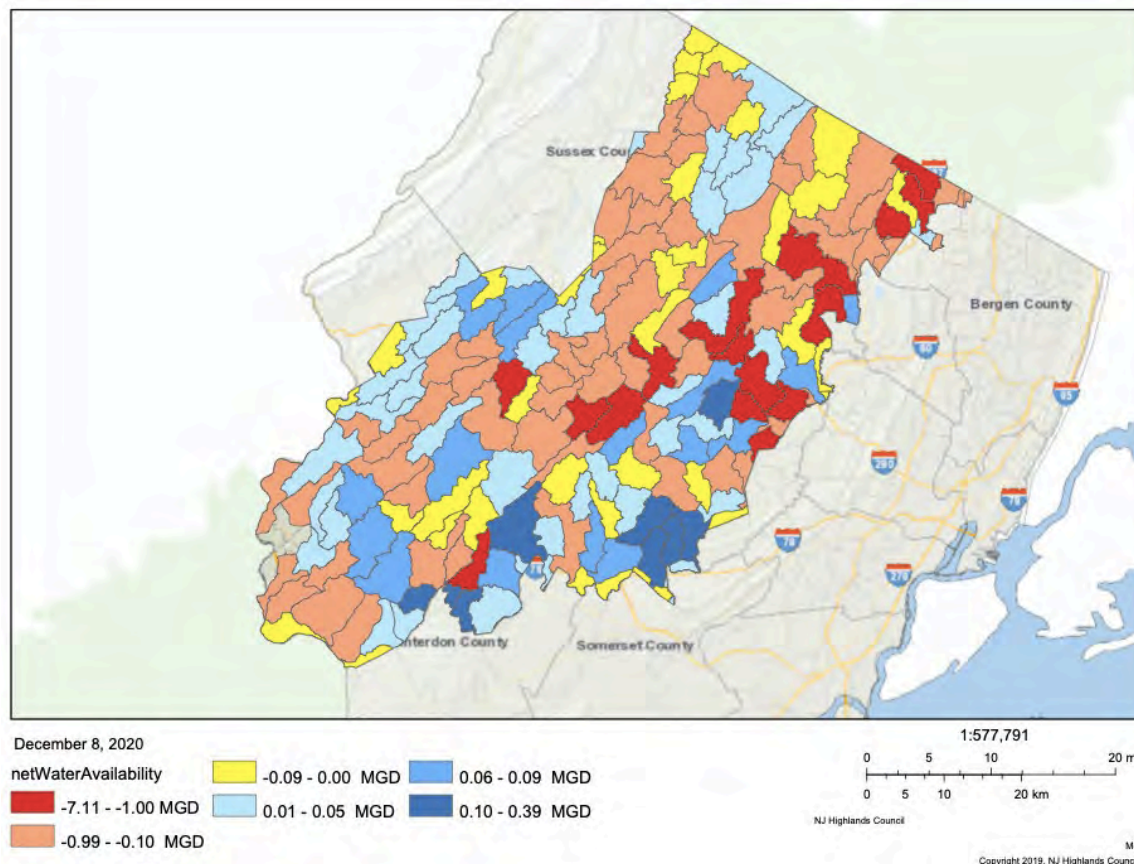 Sussex Cou
Bergen County
80
95
280
78
78
278
nterdon County
Somerset County
December 8, 2020
netWaterAvailability
-7.11 - -1.00 MGD
-0.99 - -0.10 MGD
-0.09 - 0.00 MGD
0.01 - 0.05 MGD
0.06 - 0.09 MGD
0.10 - 0.39 MGD
1:577,791
0 5 10 20 m
0 5 10 20 km
NJ Highlands Council
M
Copyright 2019, NJ Highlands Counc